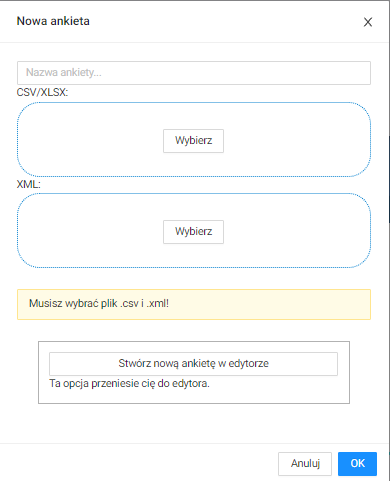 Nowa ankieta
Nazwa ankiety...
CSV/XLSX:
Wybierz
XML:
Wybierz
Musisz wybrać plik .csv i .xml!
Stwórz nową ankietę w edytorze
Ta opcja przeniesie cię do edytora.
Anuluj OK